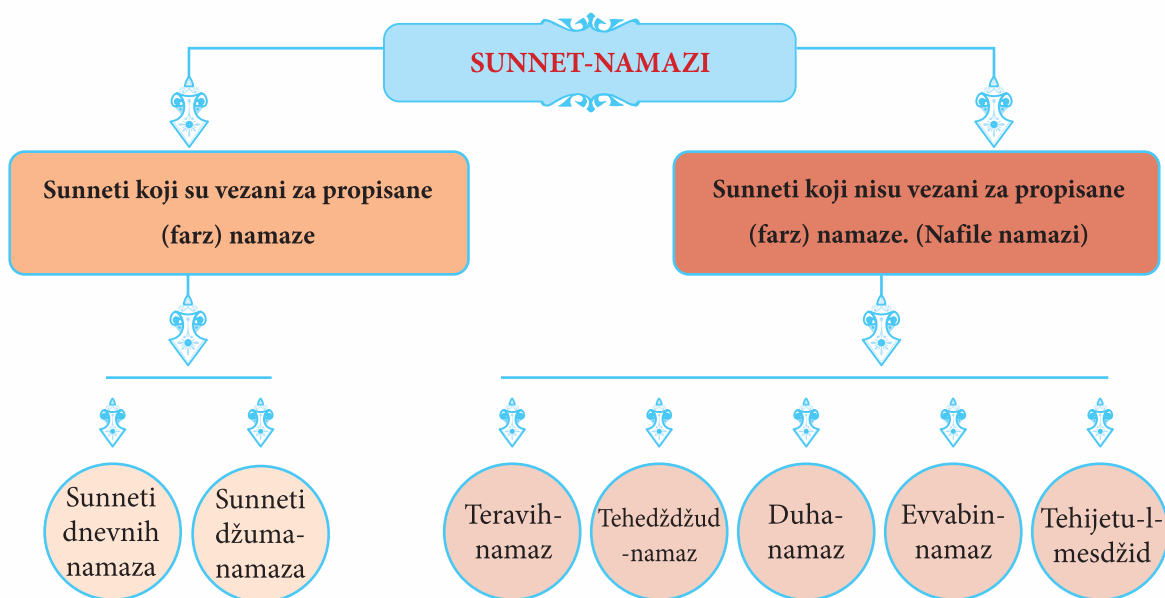 SUNNET-NAMAZI
Sunneti koji su vezani za propisane
(farz) namaze
Sunneti koji nisu vezani za propisane
(farz) namaze. (Nafile namazi)
Sunneti
dnevnih
namaza
Sunneti
džuma-
namaza
Teravih-
namaz
Tehedždžud
-namaz
Duha-
namaz
Evvabin-
namaz
Tehijetu-l-
mesdžid